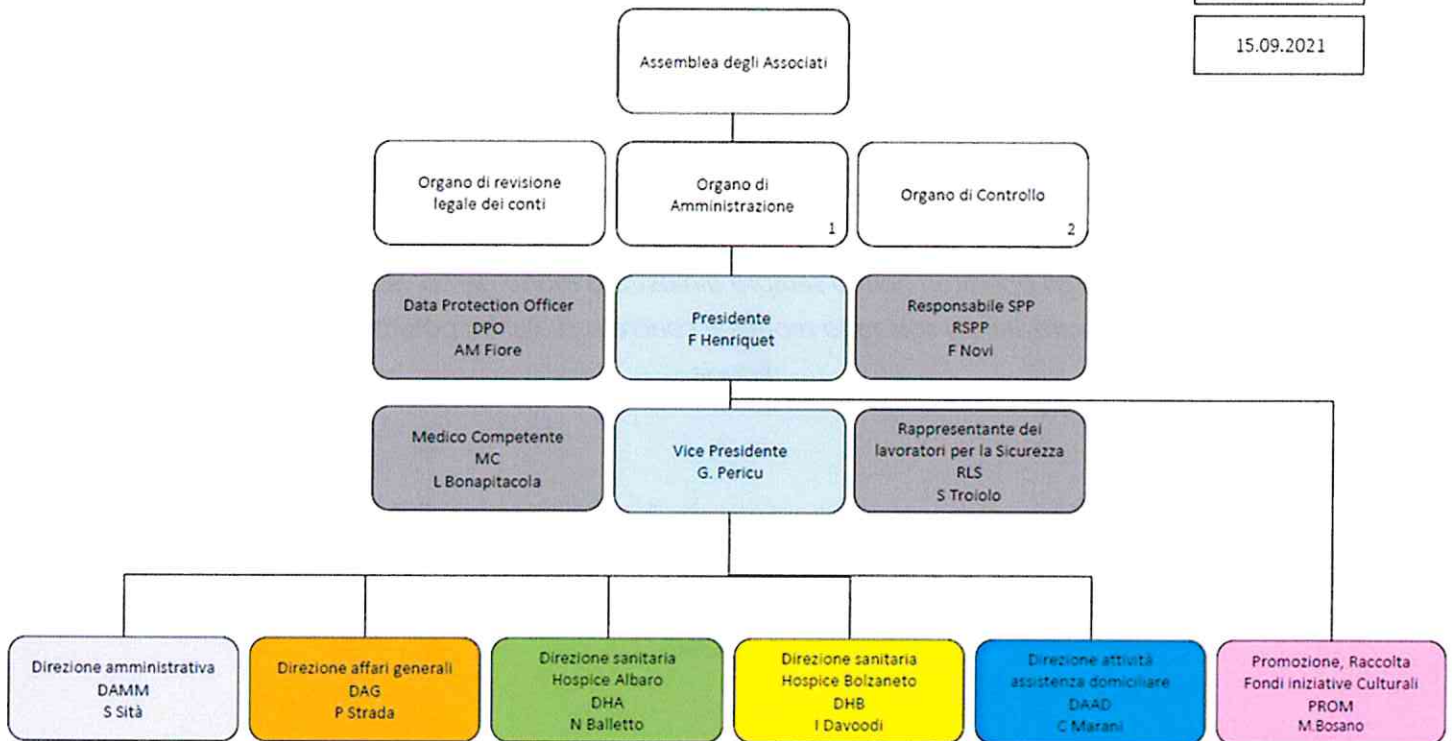 15.09.2021
Assemblea degli Associati
Organo di revisione
legale dei conti
Organo di
Amministrazione
1
Organo di Controllo
2
Data Protection Officer
DPO
AM Fiore
Presidente
F Henriquet
Responsabile SPP
RSPP
F Novi
Medico Competente
MC
L Bonapitacola
Vice Presidente
G. Pericu
Rappresentante dei
lavoratori per la Sicurezza
RLS
S Troiolo
Direzione amministrativa
DAMM
S Sità
Direzione affari generali
DAG
P Strada
Direzione sanitaria
Hospice Albaro
DHA
N Balletto
Direzione sanitaria
Hospice Bolzaneto
DHB
I Davoodi
Direzione attività
assistenza domiciliare
DAAD
C Marani
Promozione, Raccolta
Fondi iniziative Culturali
PROM
M.Bosano